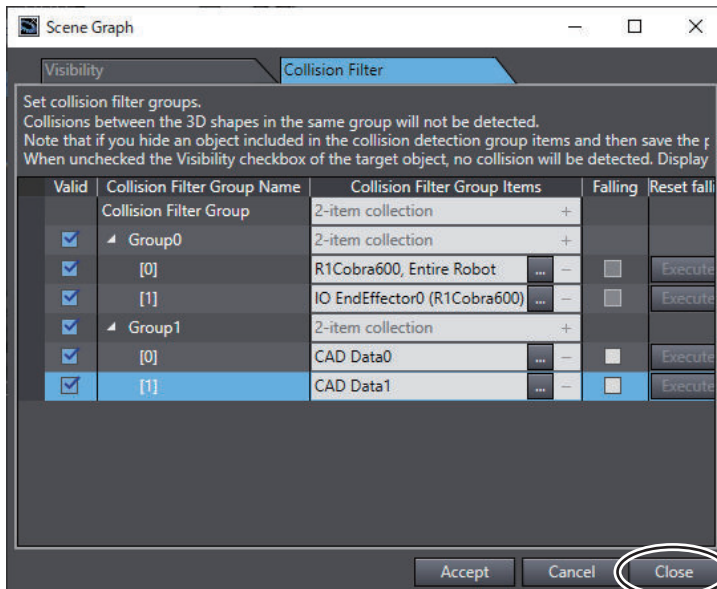 Scene Graph
Visibility
Collision Filter
Set collision filter groups.
Collisions between the 3D shapes in the same group will not be detected.
Note that if you hide an object included in the collision detection group items and then save the p
When unchecked the Visibility checkbox of the target object, no collision will be detected. Display
Valid Collision Filter Group Name Collision Filter Group Items Falling Reset falli
Collision Filter Group 2-item collection +
Group0 2-item collection +
[0] R1Cobra600, Entire Robot ... − Execute
[1] IO EndEffector0 (R1Cobra600) ... − Execute
Group1 2-item collection +
[0] CAD Data0 ... − Execute
[1] CAD Data1 ... − Execute
Accept Cancel Close